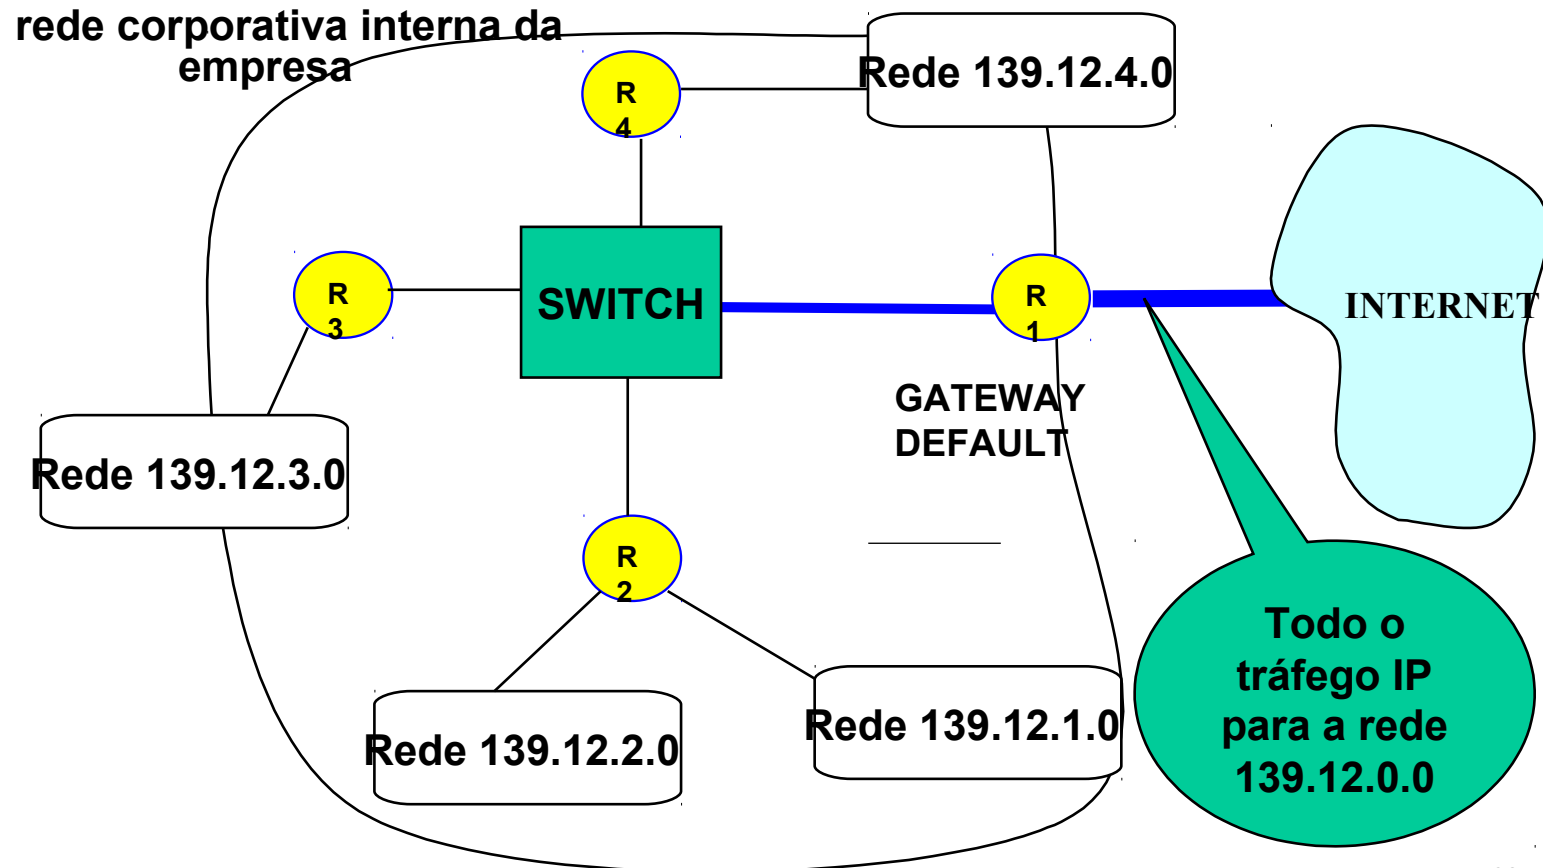 rede corporativa interna da
empresa
Rede 139.12.4.0
R
4
R
3
SWITCH
R
1
INTERNET
GATEWAY
DEFAULT
Rede 139.12.3.0
R
2
Todo o
tráfego IP
para a rede
139.12.0.0
Rede 139.12.1.0
Rede 139.12.2.0